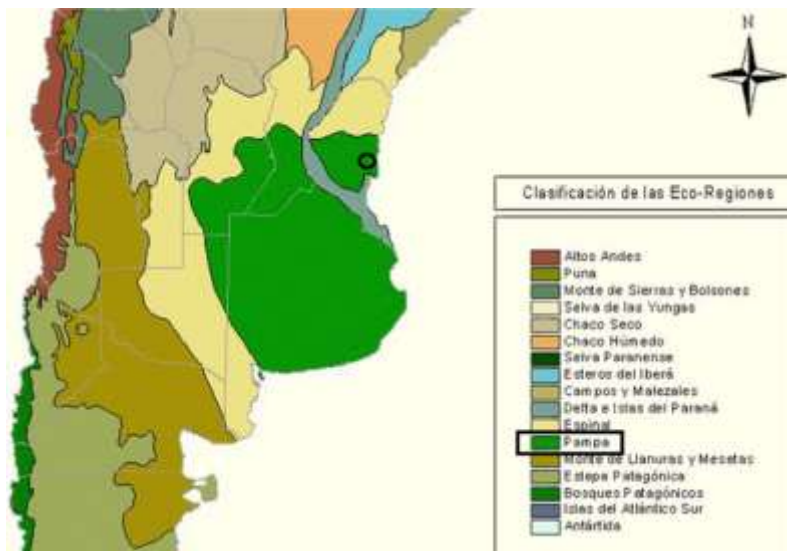 N
Clasificación de las Eco-Regiones
Altos Andes
Puna
Monte de Sierras y Bolsones
Selva de las Yungas
Chaco Seco
Chaco Húmedo
Selva Paranense
Esteros del Iberá
Campos y Malezales
Delta e Islas del Paraná
Espinal
Pampa
Monte de Llanuras y Mesetas
Estepa Patagónica
Bosques Patagónicos
Islas del Atlántico Sur
Antártida